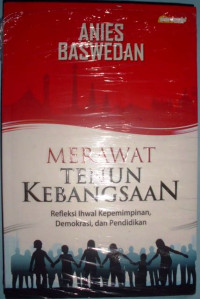 ANIES
BASWEDAN
MERAWAT
TENUN
KEBANGSAAN
Refleksi Ihwal Kepemimpinan,
Demokrasi, dan Pendidikan